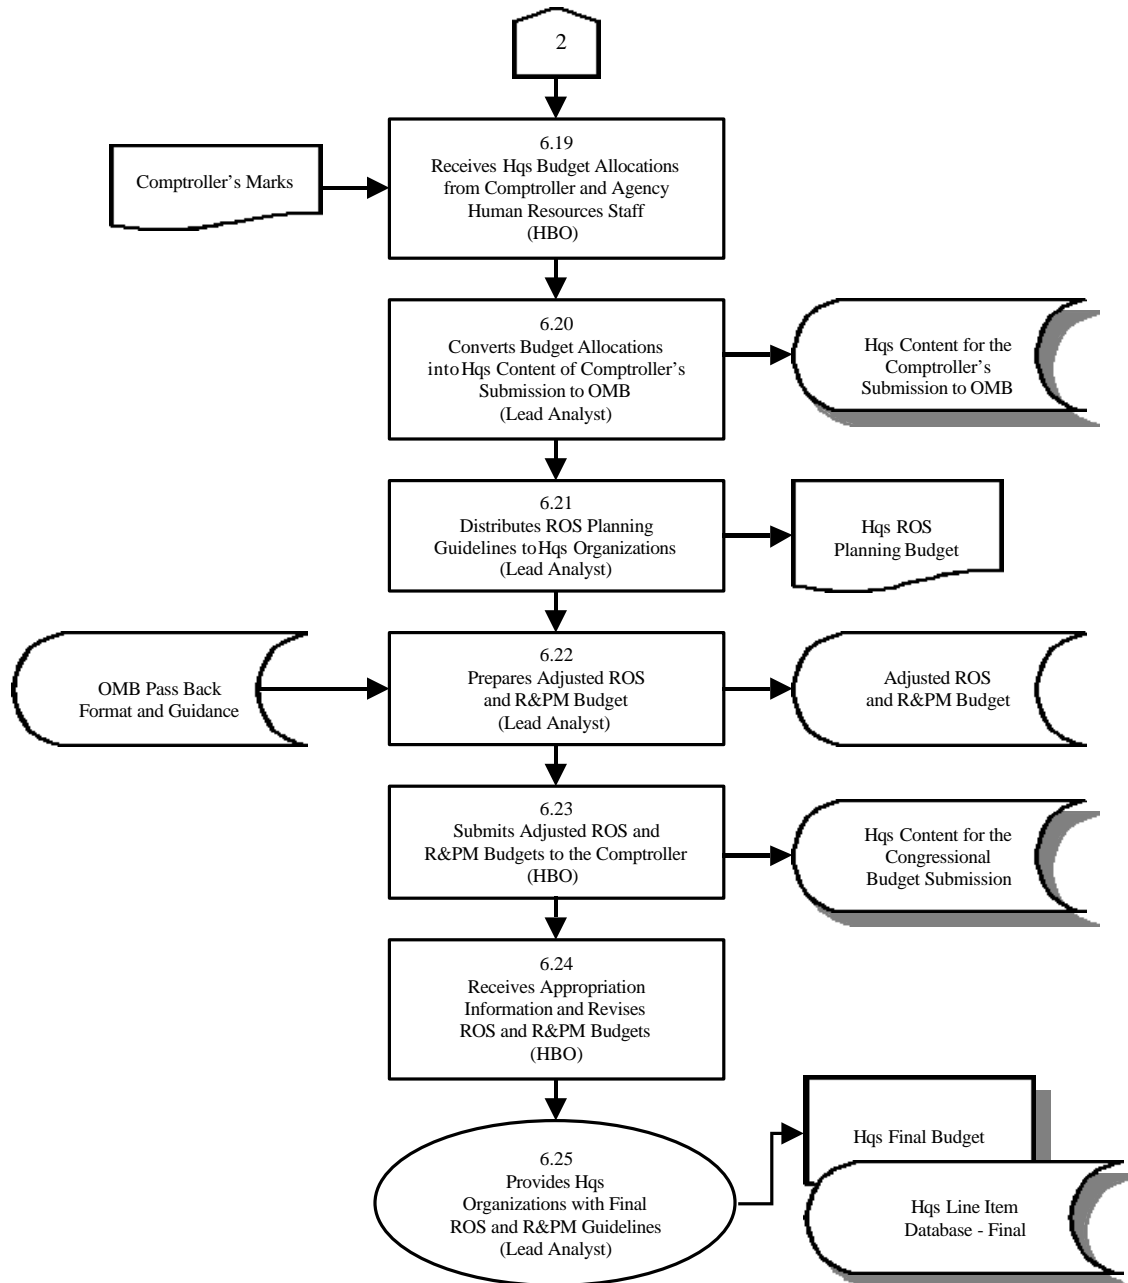 2
Comptroller's Marks
6.19
Receives Hqs Budget Allocations
from Comptroller and Agency
Human Resources Staff
(HBO)
6.20
Converts Budget Allocations
into Hqs Content of Comptroller's
Submission to OMB
(Lead Analyst)
Hqs Content for the
Comptroller's
Submission to OMB
6.21
Distributes ROS Planning
Guidelines to Hqs Organizations
(Lead Analyst)
Hqs ROS
Planning Budget
OMB Pass Back
Format and Guidance
6.22
Prepares Adjusted ROS
and R&PM Budget
(Lead Analyst)
Adjusted ROS
and R&PM Budget
6.23
Submits Adjusted ROS and
R&PM Budgets to the Comptroller
(HBO)
Hqs Content for the
Congressional
Budget Submission
6.24
Receives Appropriation
Information and Revises
ROS and R&PM Budgets
(HBO)
6.25
Provides Hqs
Organizations with Final
ROS and R&PM Guidelines
(Lead Analyst)
Hqs Final Budget
Hqs Line Item
Database - Final